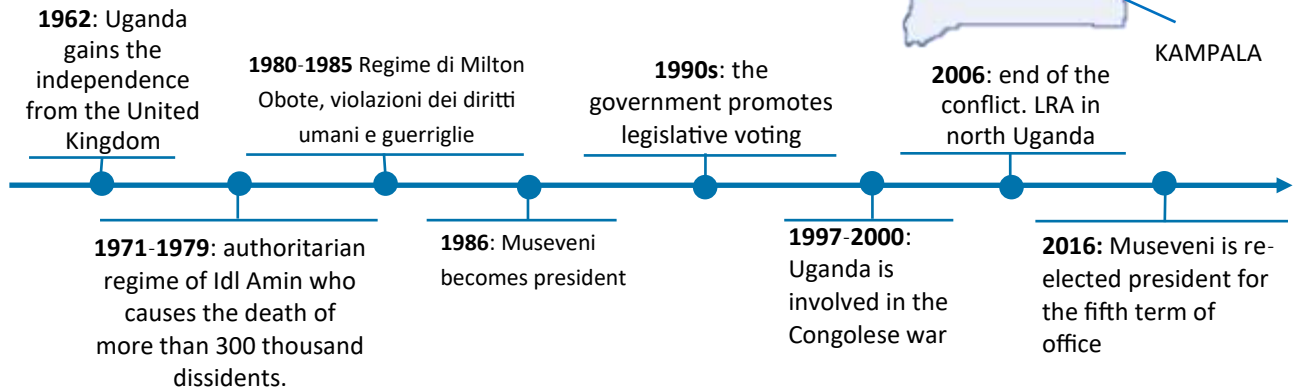 1962: Uganda
gains the
independence
from the United
Kingdom
1971-1979: authoritarian
regime of Idl Amin who
causes the death of
more than 300 thousand
dissidents.
1980-1985 Regime di Milton
Obote, violazioni dei diritti
umani e guerriglie
1986: Museveni
becomes president
1990s: the
government promotes
legislative voting
1997-2000:
Uganda is
involved in the
Congolese war
2006: end of the
conflict. LRA in
north Uganda
2016: Museveni is re-
elected president for
the fifth term of
office
KAMPALA